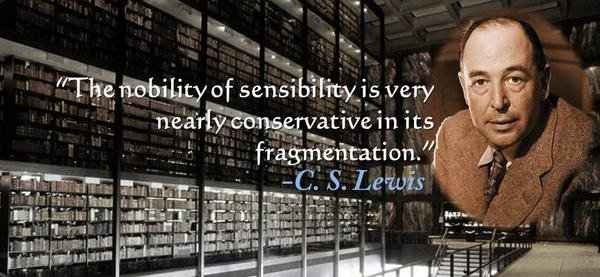 “The nobility of sensibility is very
nearly conservative in its
fragmentation.”
-C. S. Lewis